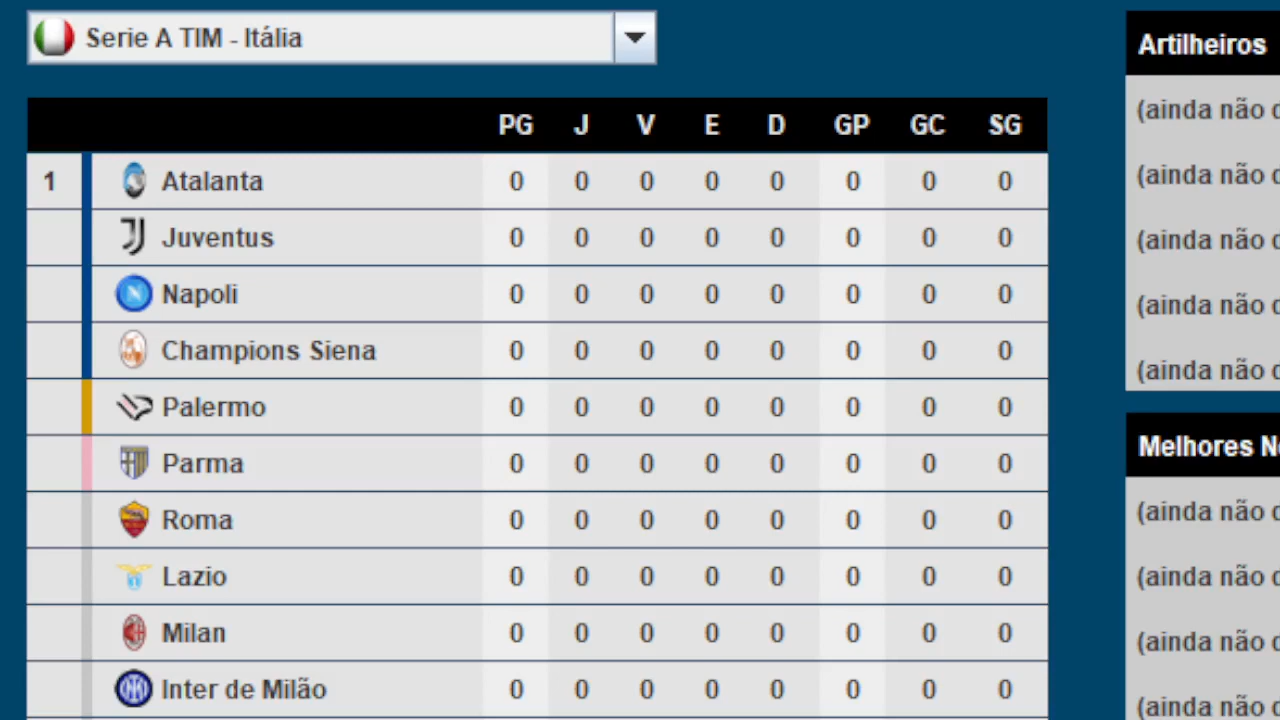 Serie A TIM - Itália
PG J V E D GP GC SG
1 Atalanta 0 0 0 0 0 0 0 0
Juventus 0 0 0 0 0 0 0 0
Napoli 0 0 0 0 0 0 0 0
Champions Siena 0 0 0 0 0 0 0 0
Palermo 0 0 0 0 0 0 0 0
Parma 0 0 0 0 0 0 0 0
Roma 0 0 0 0 0 0 0 0
Lazio 0 0 0 0 0 0 0 0
Milan 0 0 0 0 0 0 0 0
Inter de Milão 0 0 0 0 0 0 0 0
Artilheiros
(ainda não
(ainda não
(ainda não
(ainda não
(ainda não
Melhores
(ainda não
(ainda não
(ainda não
(ainda não